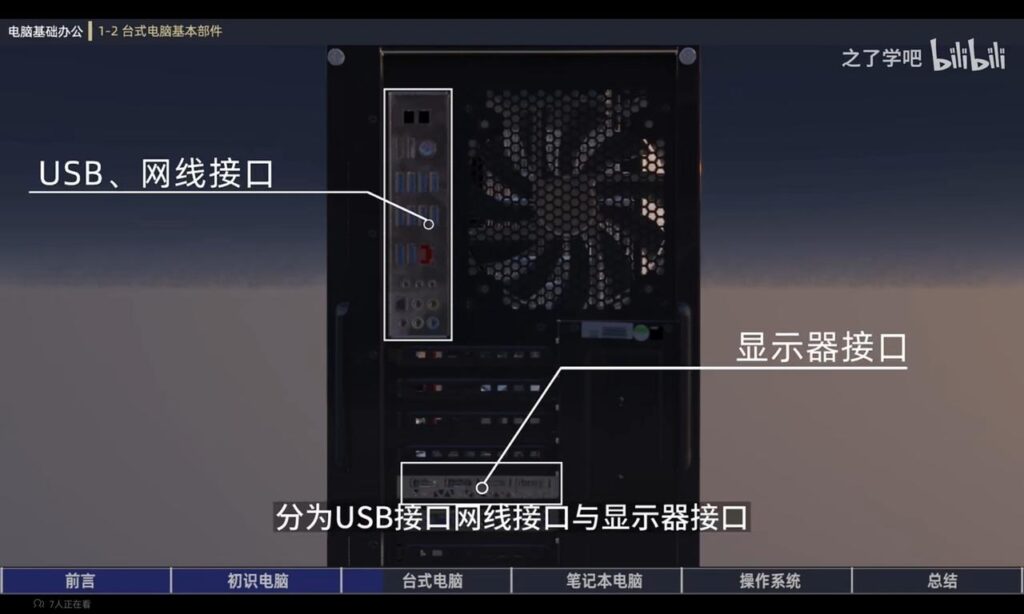 电脑基础办公 1-2 台式电脑基本部件
之了学吧 bilibili
USB、网线接口
显示器接口
分为USB接口网线接口与显示器接口
前言 初识电脑 台式电脑 笔记本电脑 操作系统 总结
7人正在看